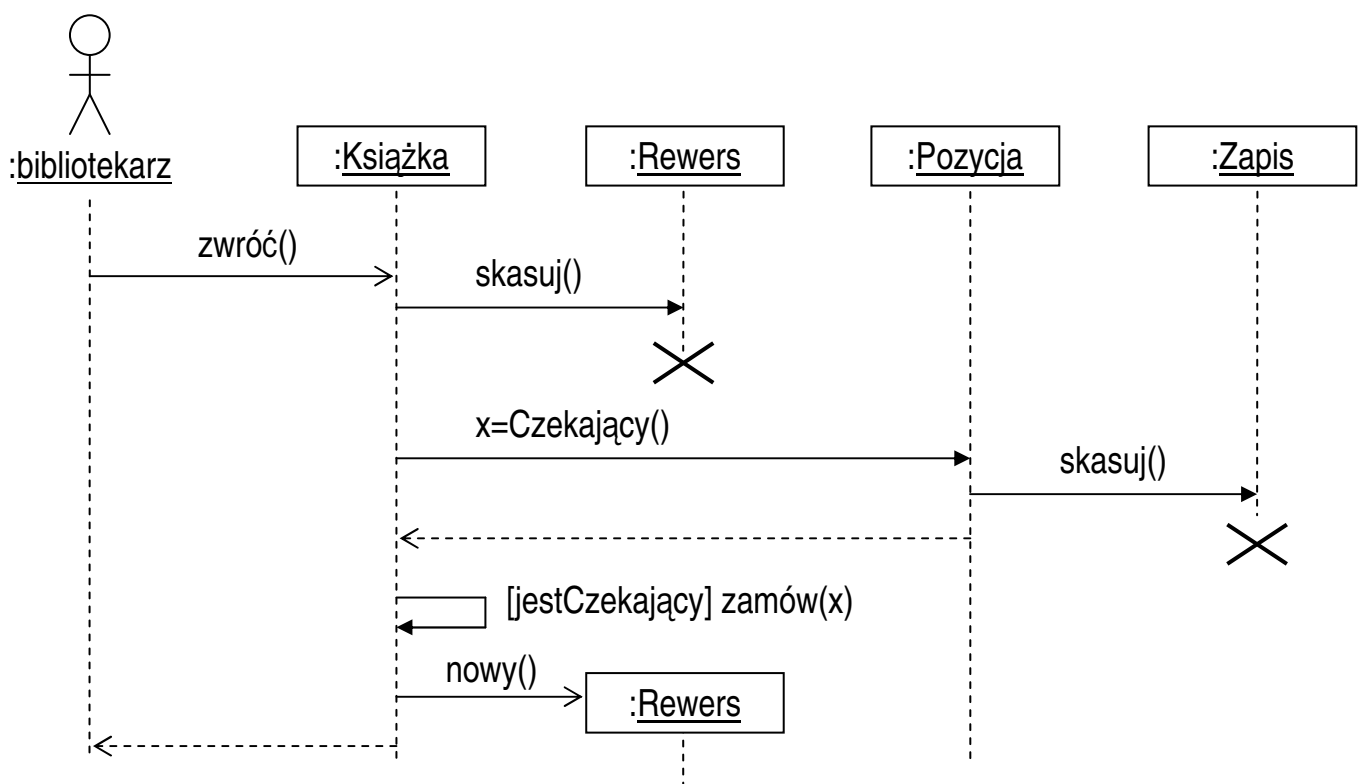 :bibliotekarz
:Książka
:Rewers
:Pozycja
:Zapis
zwróć()
skasuj()
x=Czekający()
skasuj()
[jestCzekający] zamów(x)
nowy()
:Rewers